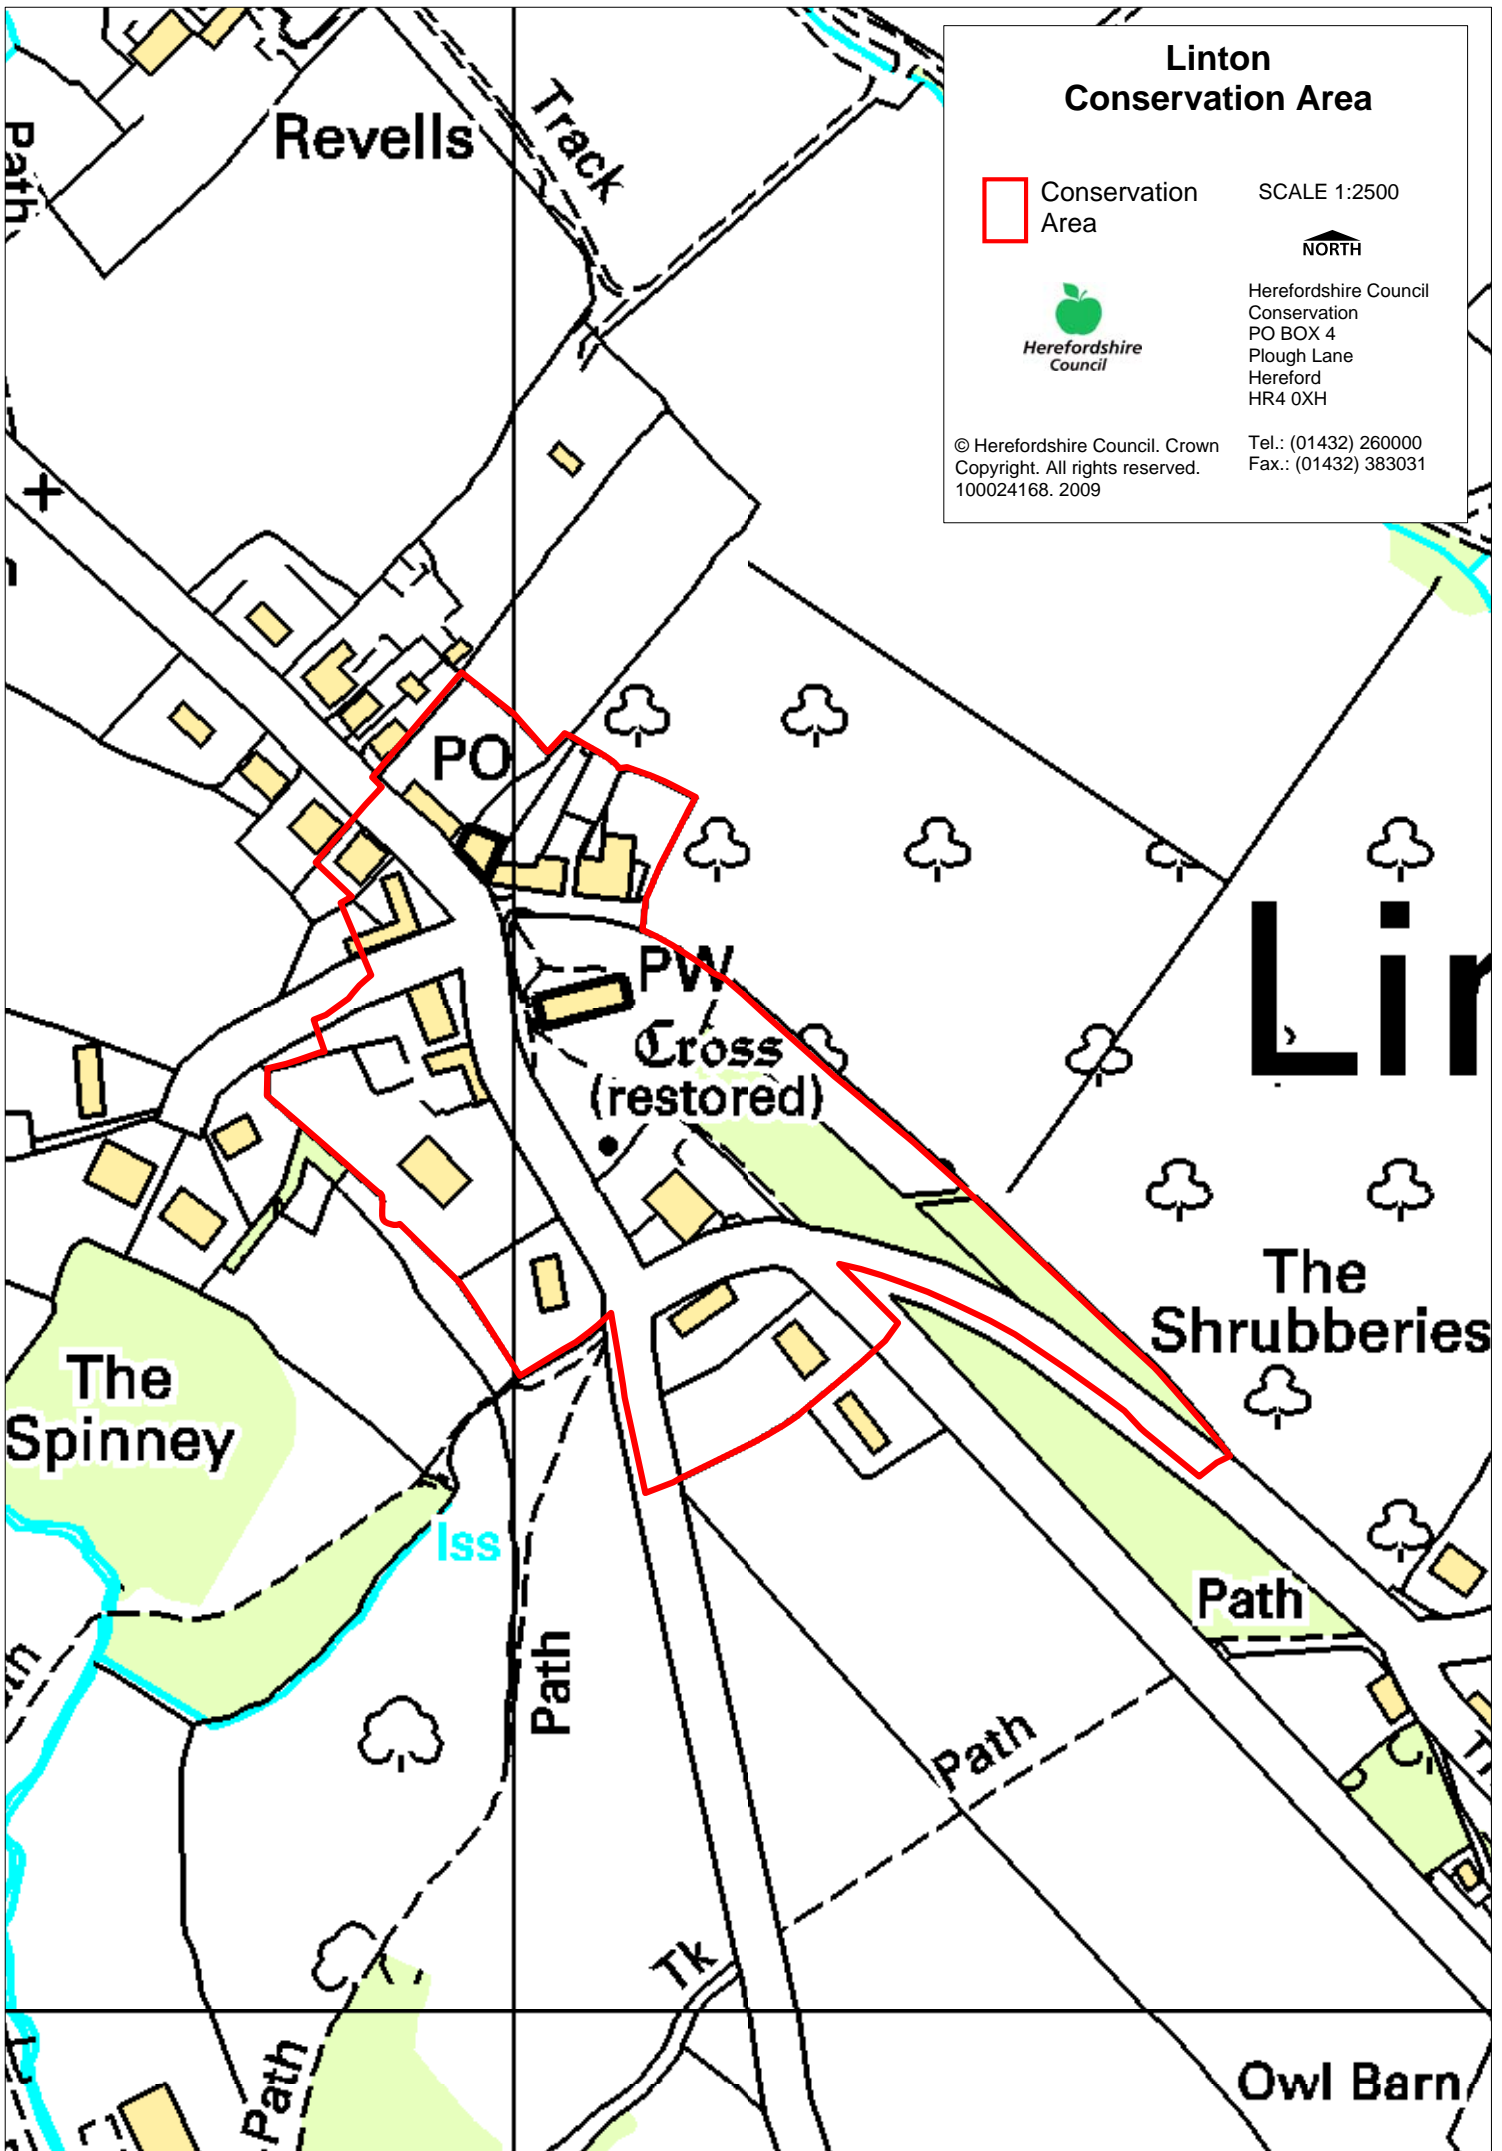 Linton
Conservation Area
Conservation
Area
SCALE 1:2500
NORTH
Herefordshire
Council
Herefordshire Council
Conservation
PO BOX 4
Plough Lane
Hereford
HR4 0XH
© Herefordshire Council. Crown
Copyright. All rights reserved.
100024168. 2009
Tel.: (01432) 260000
Fax.: (01432) 383031
Revells
Track
Path
PO
PW
Cross
(restored)
Lin
The
Shrubberies
The
Spinney
Iss
Path
Path
Path
Tk
Path
Owl Barn